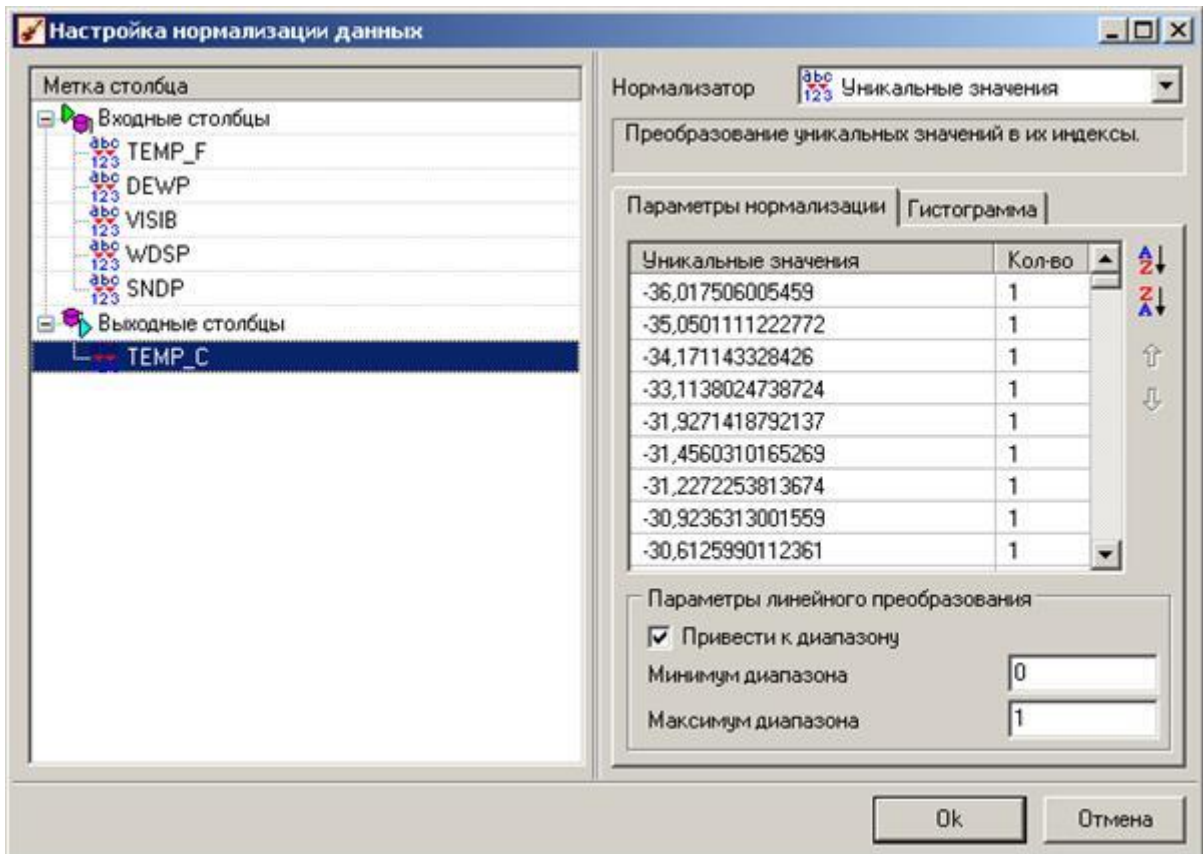 Настройка нормализации данных
Метка столбца
Входные столбцы
TEMP_F
DEWP
VISIB
WDSP
SNDP
Выходные столбцы
TEMP_C
Нормализатор
Уникальные значения
Преобразование уникальных значений в их индексы.
Параметры нормализации Гистограмма
Уникальные значения Кол-во
-36,017506005459 1
-35,0501111222772 1
-34,171143328426 1
-33,1138024738724 1
-31,9271418792137 1
-31,4560310165269 1
-31,2272253813674 1
-30,9236313001559 1
-30,6125990112361 1
Параметры линейного преобразования
Привести к диапазону
Минимум диапазона 0
Максимум диапазона 1
Ok Отмена